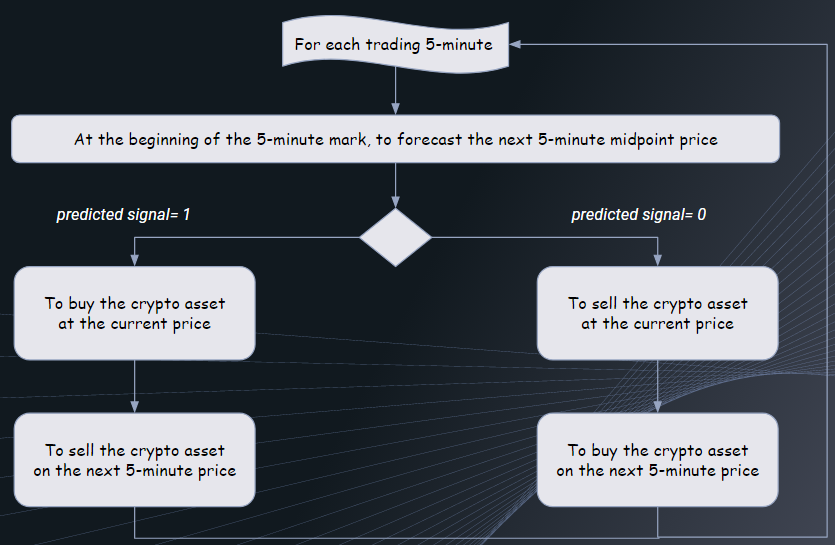 For each trading 5-minute
At the beginning of the 5-minute mark, to forecast the next 5-minute midpoint price
predicted signal= 1
predicted signal= 0
To buy the crypto asset
at the current price
To sell the crypto asset
at the current price
To sell the crypto asset
on the next 5-minute price
To buy the crypto asset
on the next 5-minute price